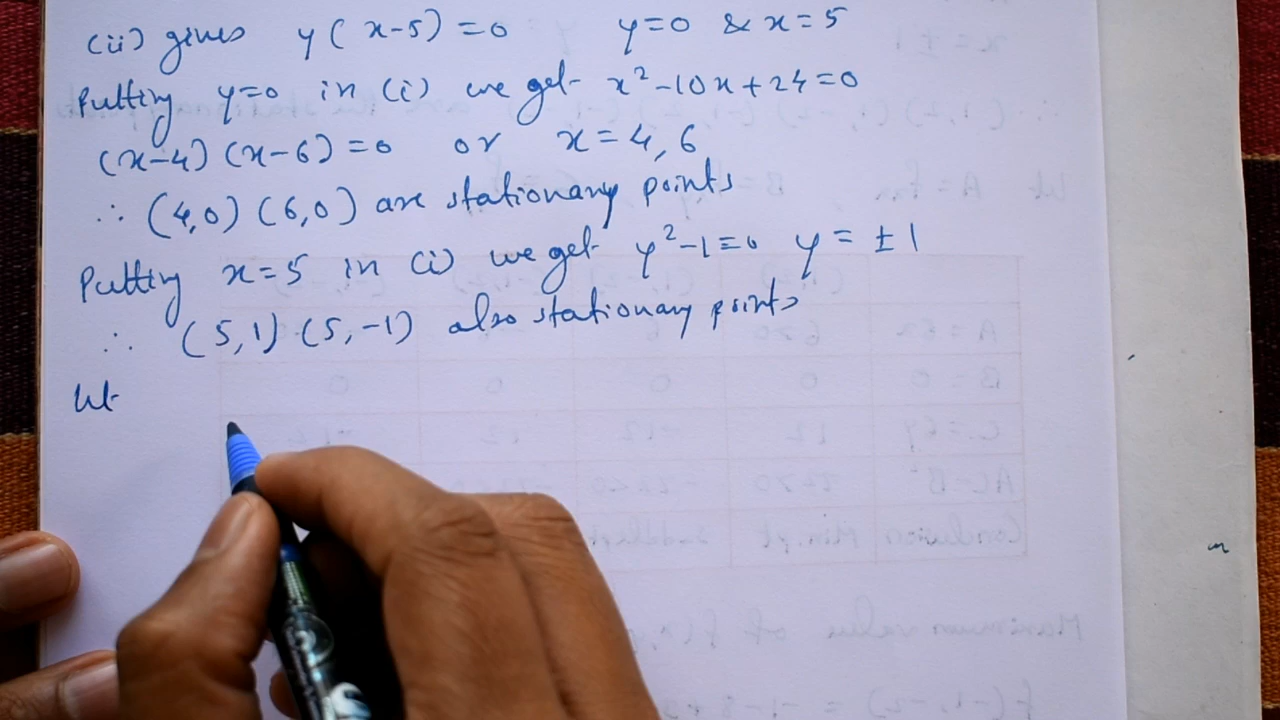 (ii) gives y(x-5)=0 y=0 & x=5
Putting y=0 in (i) we get x²-10x+24=0
(x-4)(x-6)=0 or x=4,6
∴ (4,0) (6,0) are stationary points
Putting x=5 in (i) we get y²-1=0 y=±1
∴ (5,1) (5,-1) also stationary points
Let